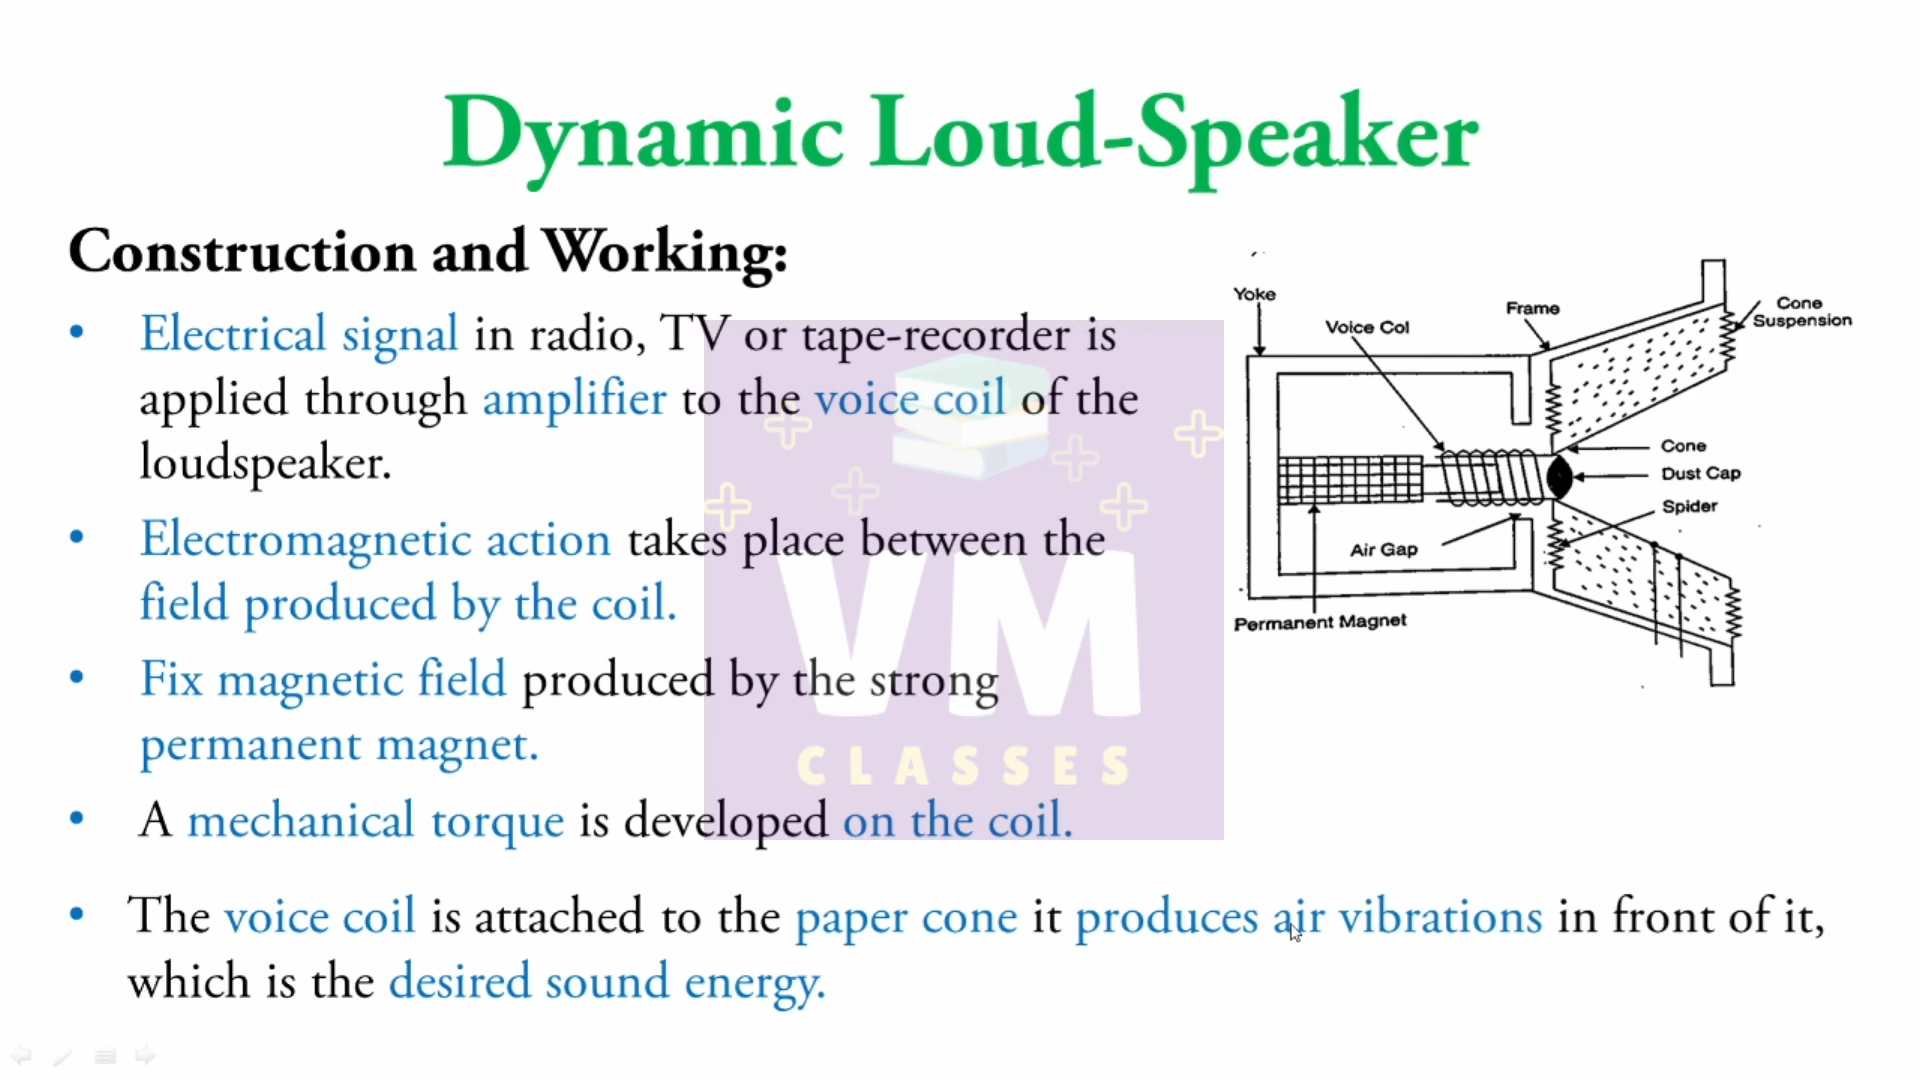 Dynamic Loud-Speaker
Construction and Working:
• Electrical signal in radio, TV or tape-recorder is
applied through amplifier to the voice coil of the
loudspeaker.
• Electromagnetic action takes place between the
field produced by the coil.
• Fix magnetic field produced by the strong
permanent magnet.
• A mechanical torque is developed on the coil.
• The voice coil is attached to the paper cone it produces air vibrations in front of it,
which is the desired sound energy.
Yoke
Voice Col
Frame
Cone
Suspension
Cone
Dust Cap
Spider
Air Gap
Permanent Magnet
VM
CLASSES